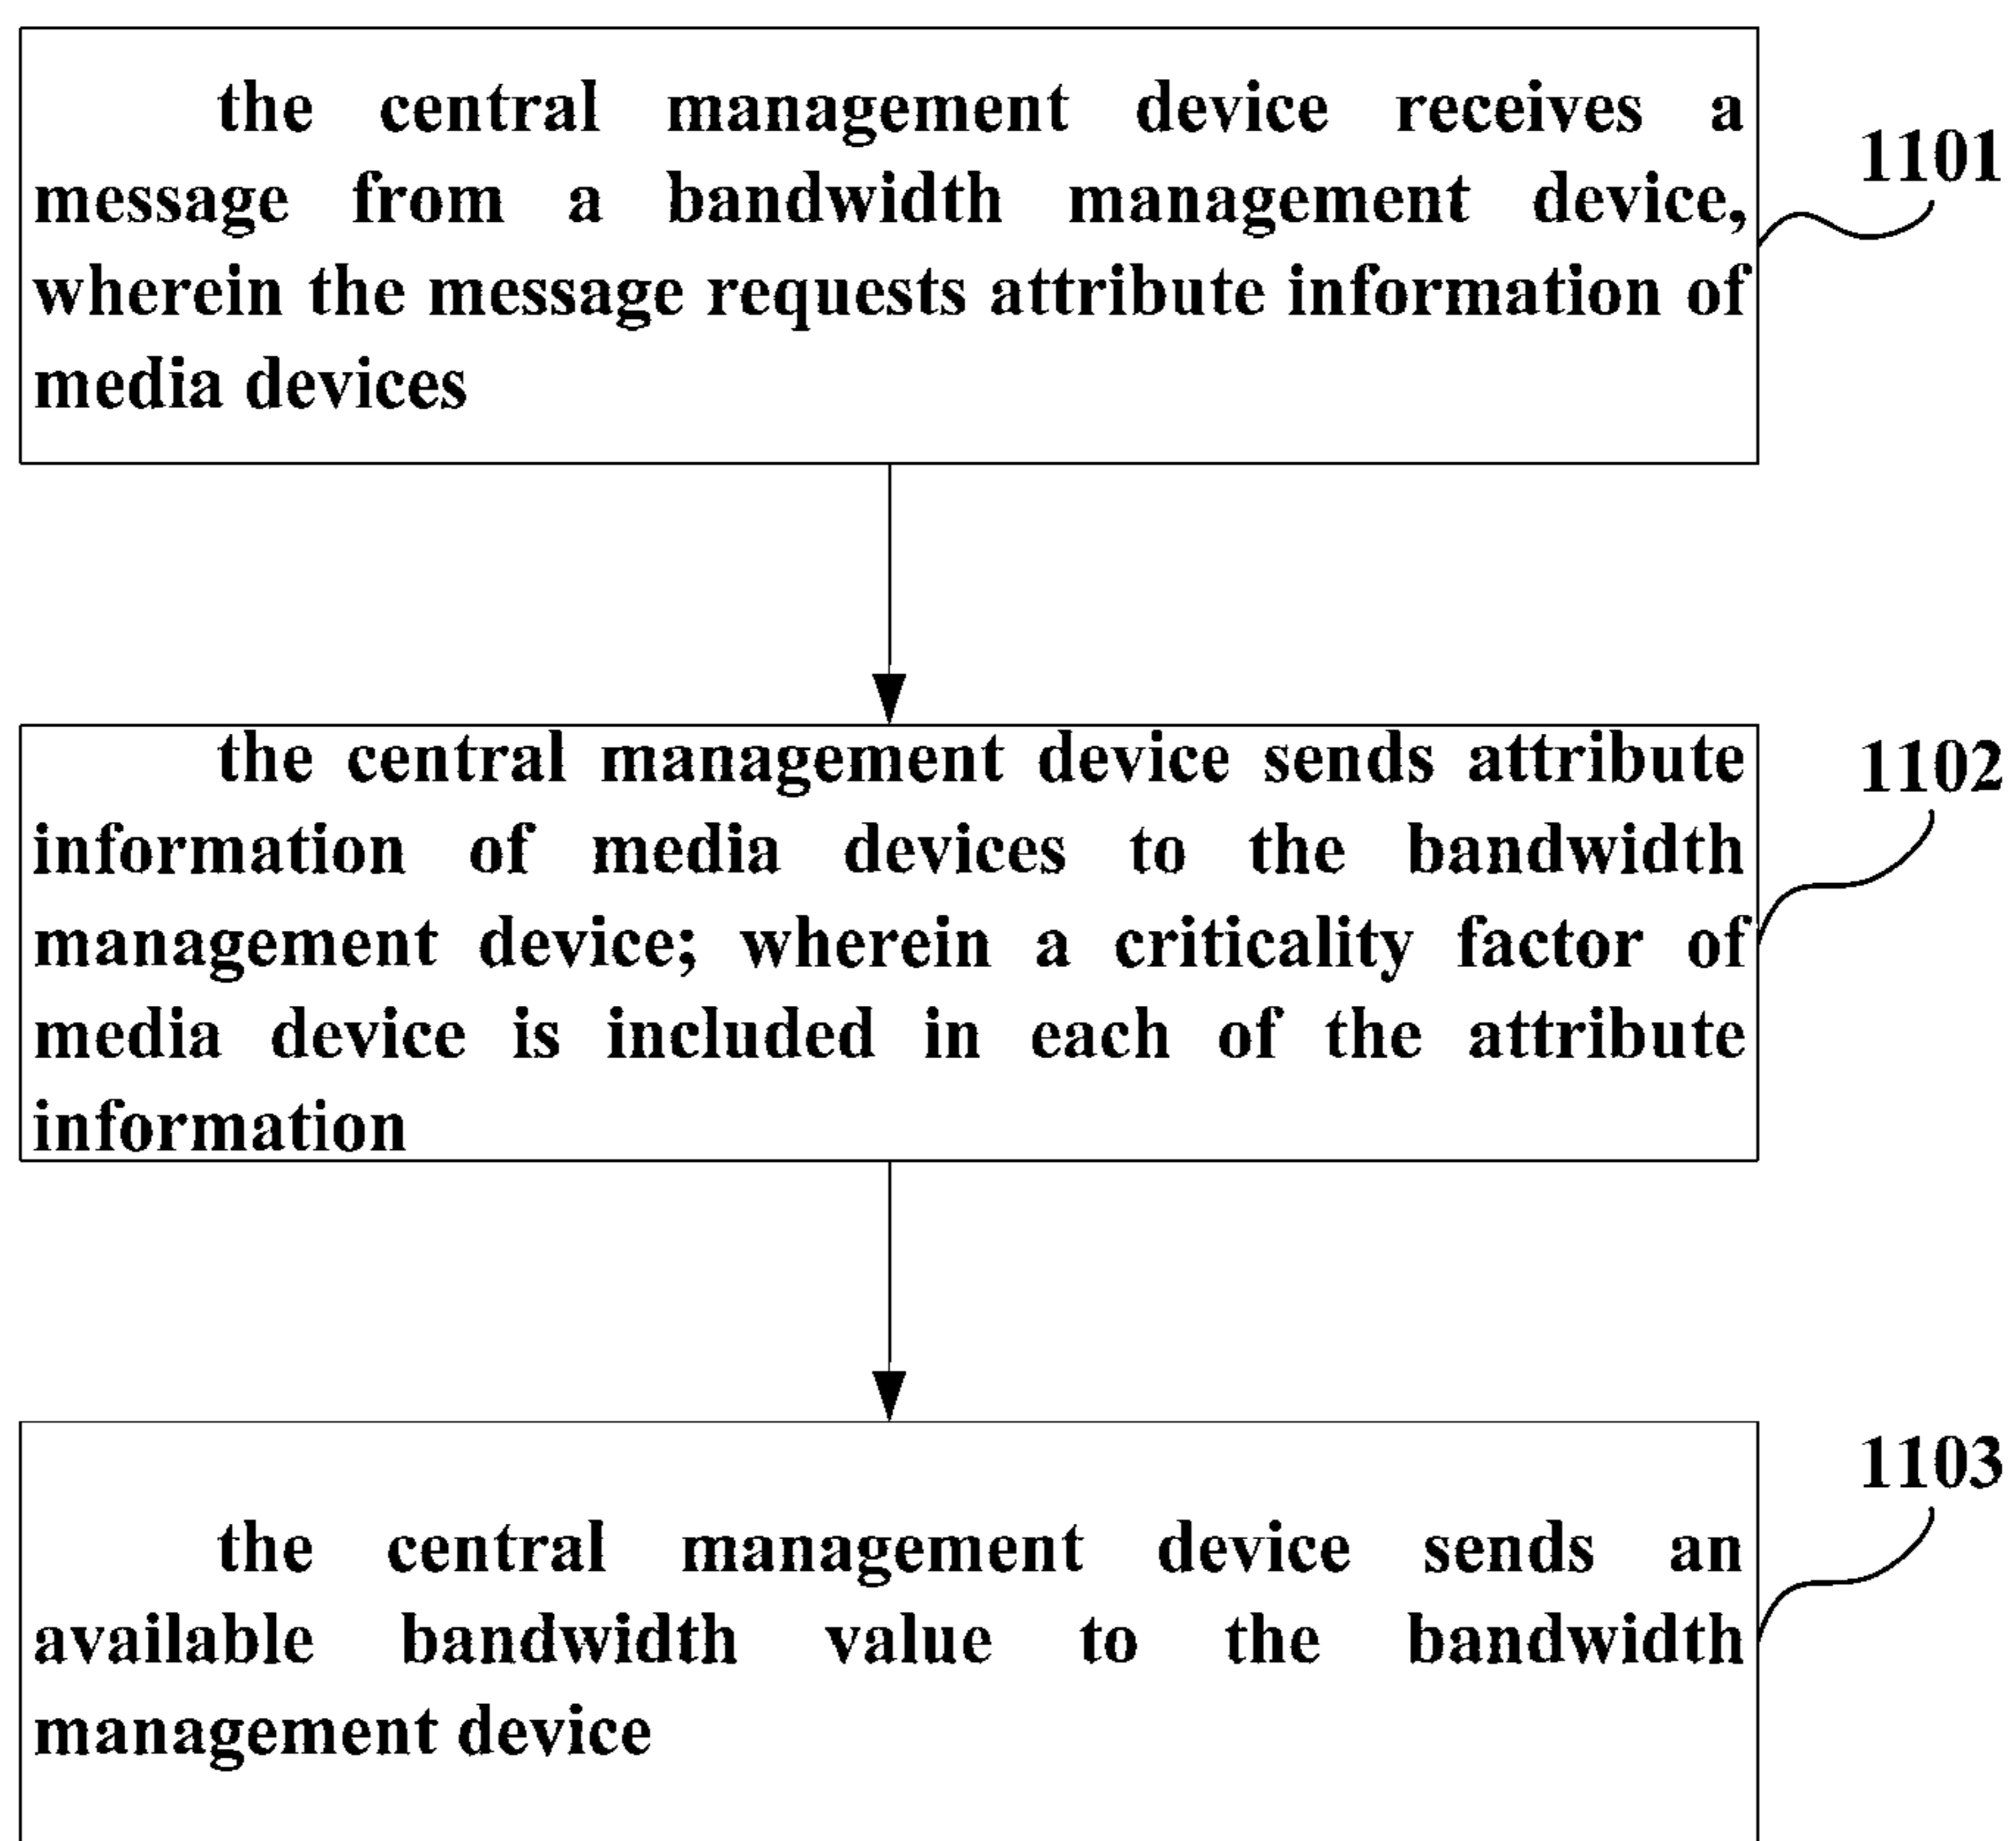 the central management device receives a
message from a bandwidth management device,
wherein the message requests attribute information of
media devices
1101
the central management device sends attribute
information of media devices to the bandwidth
management device; wherein a criticality factor of
media device is included in each of the attribute
information
1102
the central management device sends an
available bandwidth value to the bandwidth
management device
1103